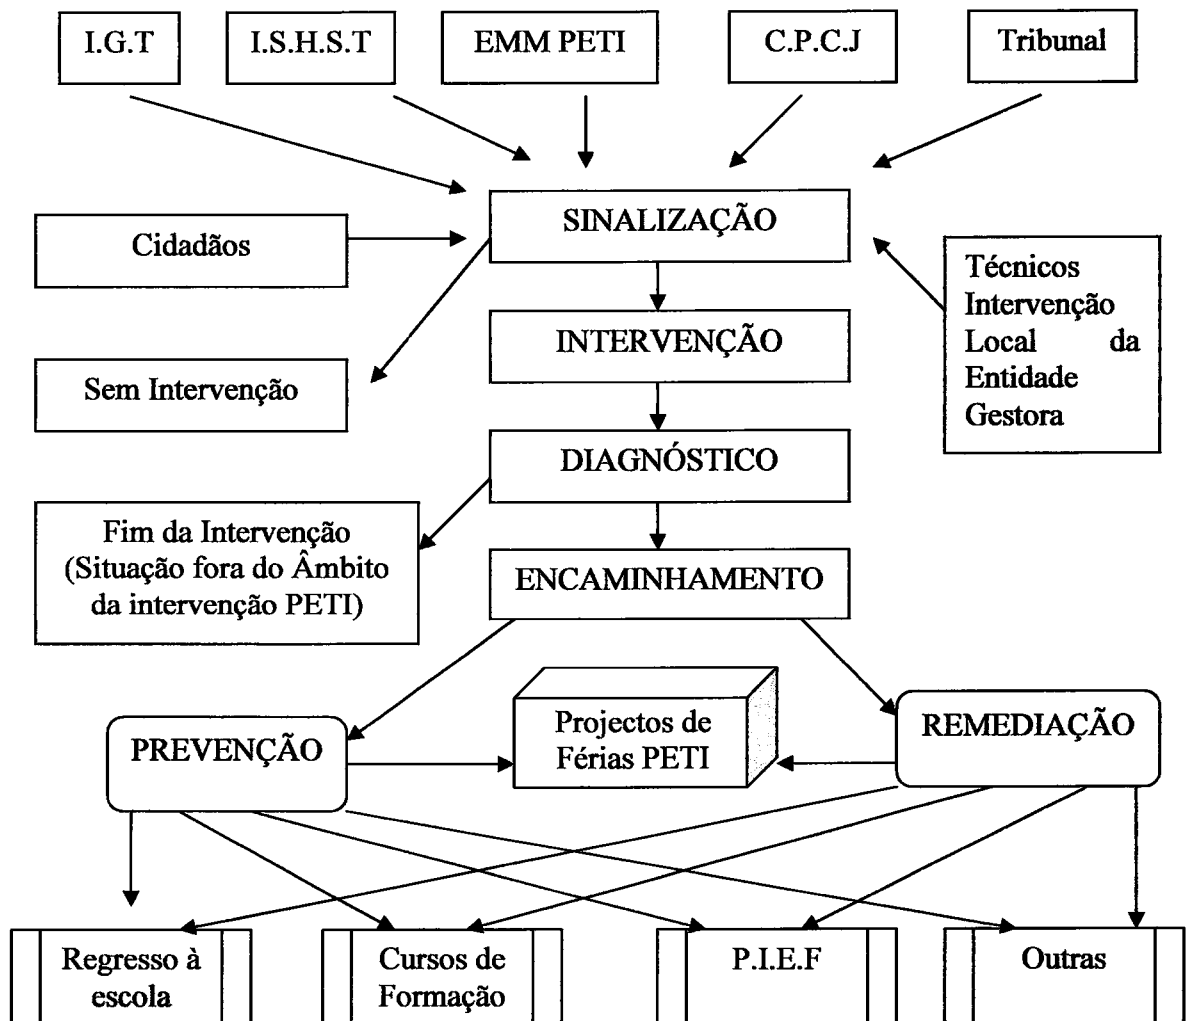 I.G.T
I.S.H.S.T
EMM PETI
C.P.C.J
Tribunal
SINALIZAÇÃO
Cidadãos
Técnicos
Intervenção
Local da
Entidade
Gestora
INTERVENÇÃO
Sem Intervenção
DIAGNÓSTICO
Fim da Intervenção
(Situação fora do Âmbito
da intervenção PETI)
ENCAMINHAMENTO
PREVENÇÃO
Projectos de
Férias PETI
REMEDIAÇÃO
Regresso à
escola
Cursos de
Formação
P.I.E.F
Outras